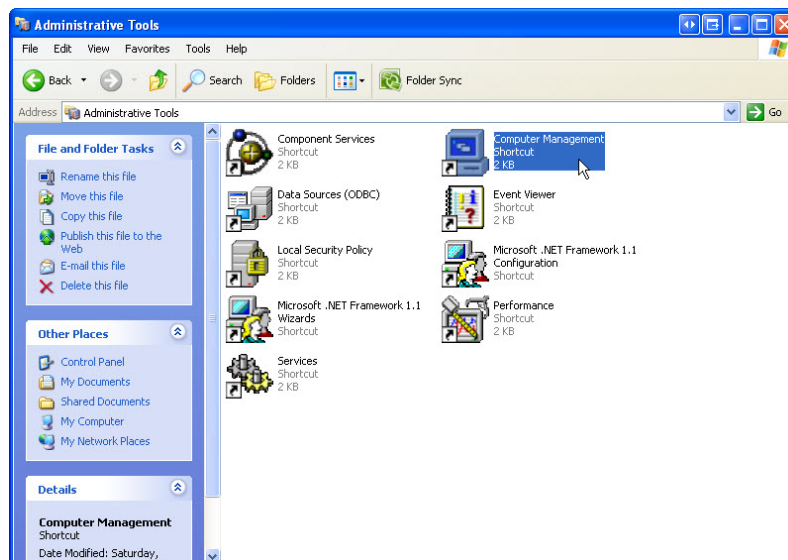 Administrative Tools
File Edit View Favorites Tools Help
Back Search Folders Folder Sync
Address Administrative Tools Go
File and Folder Tasks
Rename this file
Move this file
Copy this file
Publish this file to the
Web
E-mail this file
Delete this file
Other Places
Control Panel
My Documents
Shared Documents
My Computer
My Network Places
Details
Computer Management
Shortcut
Date Modified: Saturday,
Component Services
Shortcut
2 KB
Computer Management
Shortcut
2 KB
Data Sources (ODBC)
Shortcut
2 KB
Event Viewer
Shortcut
2 KB
Local Security Policy
Shortcut
2 KB
Microsoft .NET Framework 1.1
Configuration
Shortcut
Microsoft .NET Framework 1.1
Wizards
Shortcut
Performance
Shortcut
2 KB
Services
Shortcut
2 KB